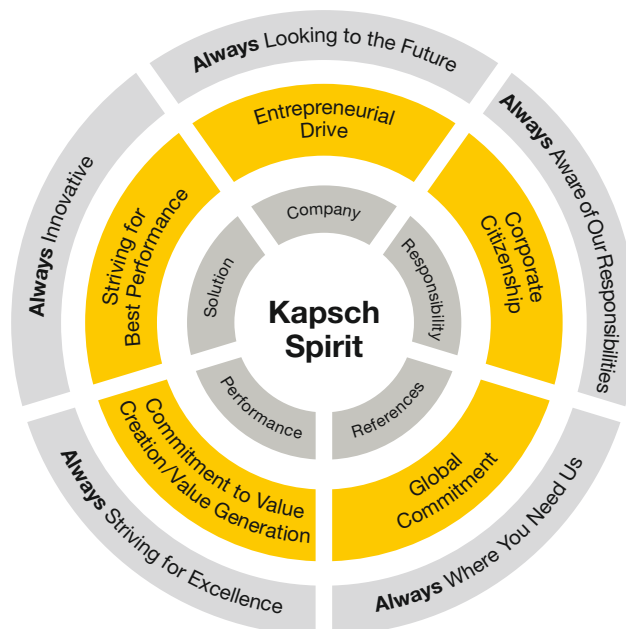 Always Looking to the Future
Always Aware of Our Responsibilities
Always Where You Need Us
Always Striving for Excellence
Always Innovative
Entrepreneurial
Drive
Corporate
Citizenship
Global
Commitment
Commitment to Value
Creation/Value Generation
Striving for
Best Performance
Company
Responsibility
References
Performance
Solution
Kapsch
Spirit